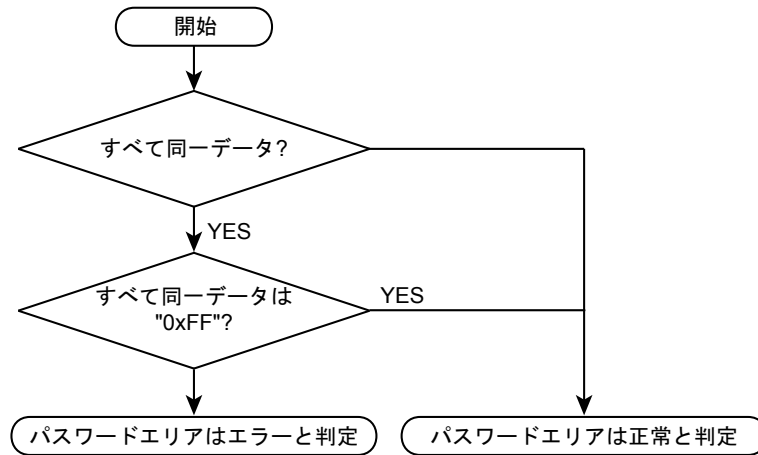 開始
すべて同一データ?
YES
すべて同一データは
"0xFF"?
YES
パスワードエリアはエラーと判定
パスワードエリアは正常と判定